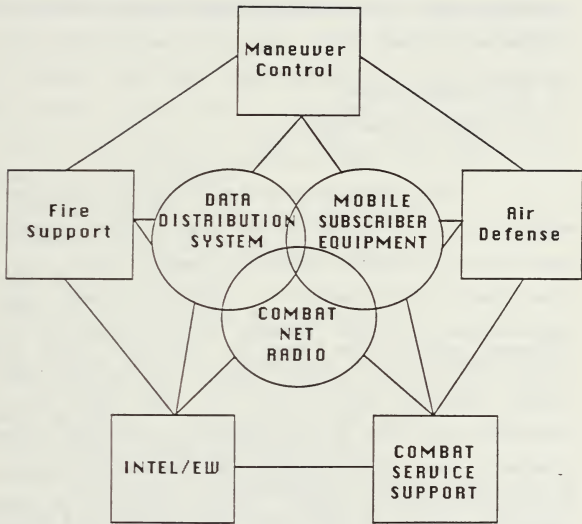 Maneuver
Control
Fire
Support
DATA
DISTRIBUTION
SYSTEM
MOBILE
SUBSCRIBER
EQUIPMENT
Air
Defense
COMBAT
NET
RADIO
INTEL/EW
COMBAT
SERVICE
SUPPORT